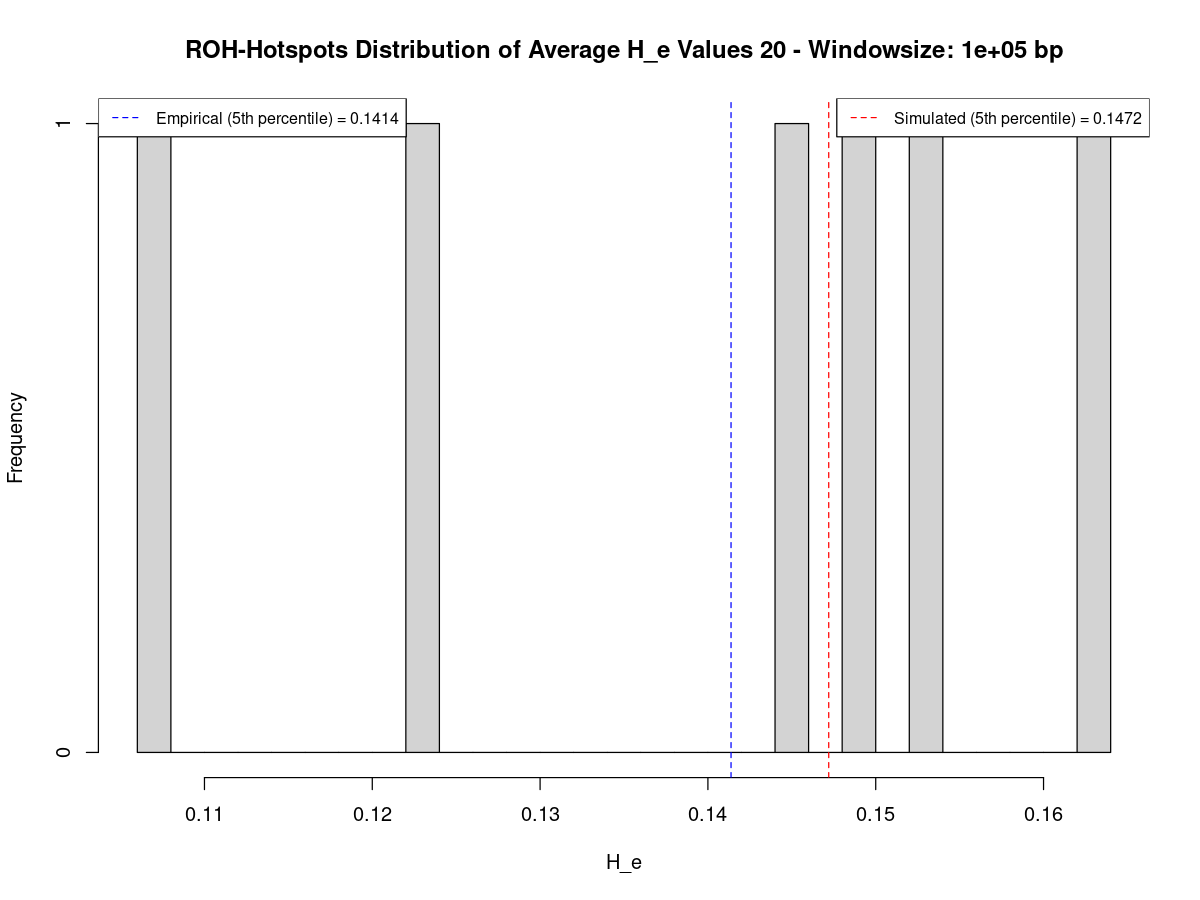 ROH-Hotspots Distribution of Average H_e Values 20 - Windowsize: 1e+05 bp
Empirical (5th percentile) = 0.1414
Simulated (5th percentile) = 0.1472
1
Frequency
0
0.11 0.12 0.13 0.14 0.15 0.16
H_e